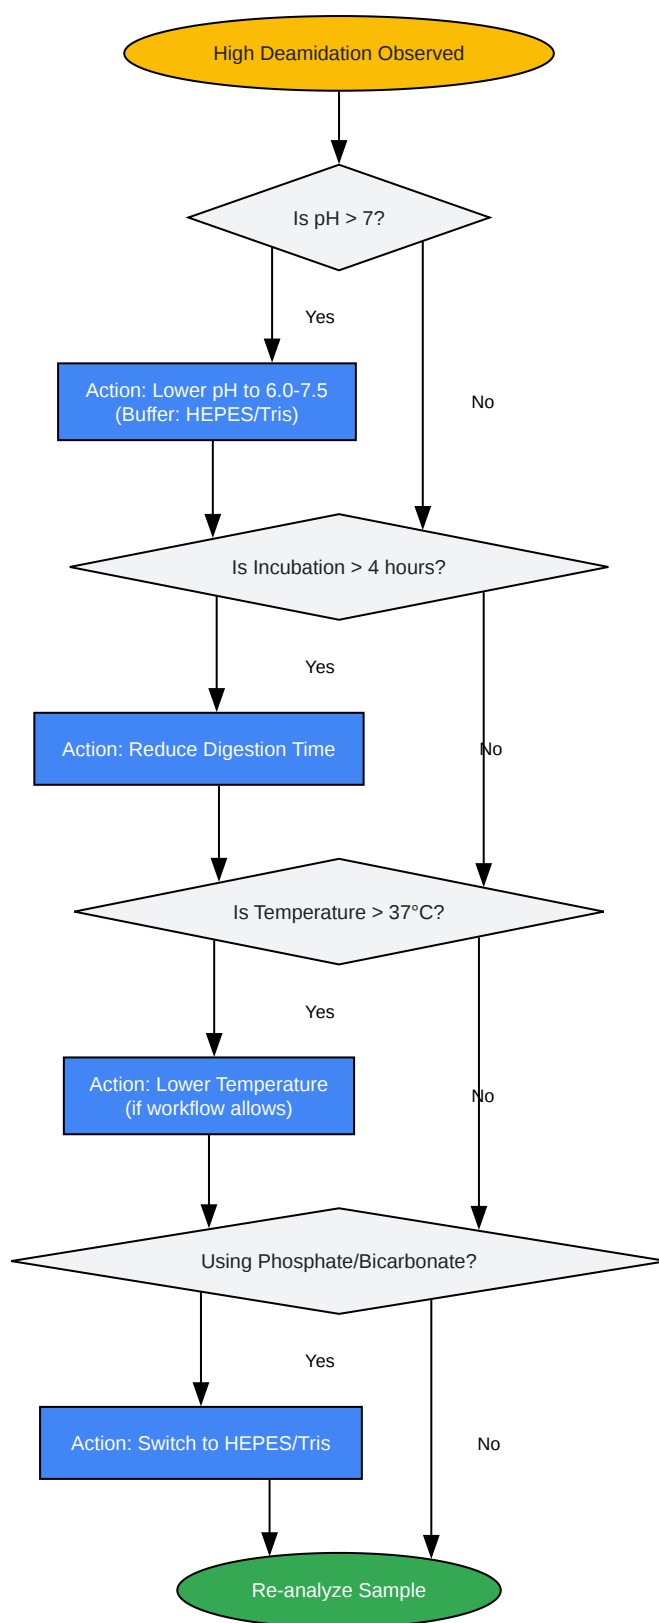 High Deamidation Observed
Is pH > 7?
Yes
Action: Lower pH to 6.0-7.5
(Buffer: HEPES/Tris)
No
Is Incubation > 4 hours?
Yes
Action: Reduce Digestion Time
No
Is Temperature > 37°C?
Yes
Action: Lower Temperature
(if workflow allows)
No
Using Phosphate/Bicarbonate?
Yes
Action: Switch to HEPES/Tris
No
Re-analyze Sample